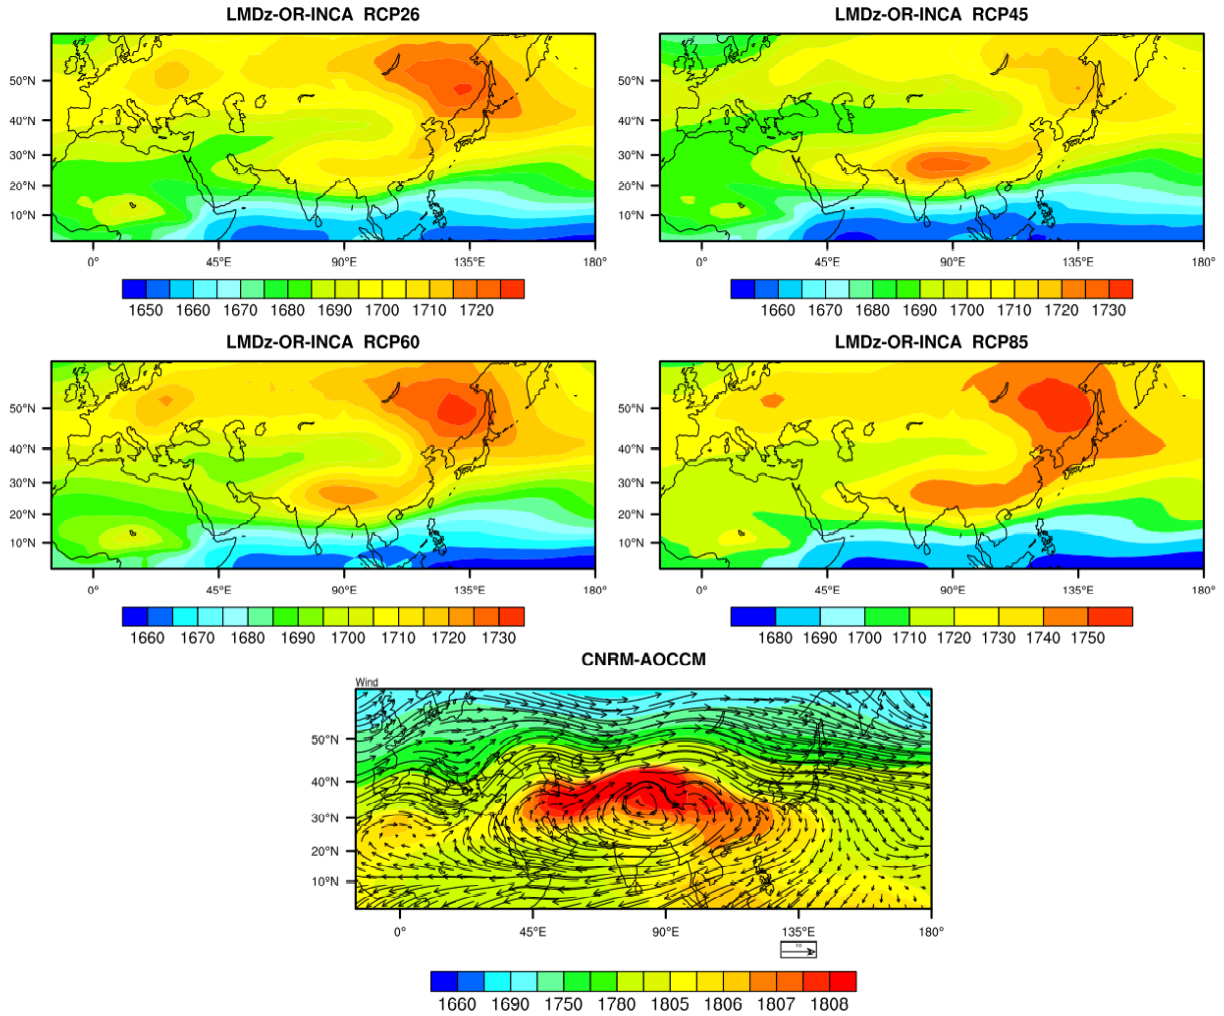 LMDz-OR-INCA RCP26
LMDz-OR-INCA RCP45
50°N
40°N
30°N
20°N
10°N
0° 45°E 90°E 135°E 180°
1650 1660 1670 1680 1690 1700 1710 1720
50°N
40°N
30°N
20°N
10°N
0° 45°E 90°E 135°E 180°
1660 1670 1680 1690 1700 1710 1720 1730
LMDz-OR-INCA RCP60
LMDz-OR-INCA RCP85
50°N
40°N
30°N
20°N
10°N
0° 45°E 90°E 135°E 180°
1660 1670 1680 1690 1700 1710 1720 1730
50°N
40°N
30°N
20°N
10°N
0° 45°E 90°E 135°E 180°
1680 1690 1700 1710 1720 1730 1740 1750
CNRM-AOCCM
Wind
50°N
40°N
30°N
20°N
10°N
0° 45°E 90°E 135°E 180°
1660 1690 1750 1780 1805 1806 1807 1808